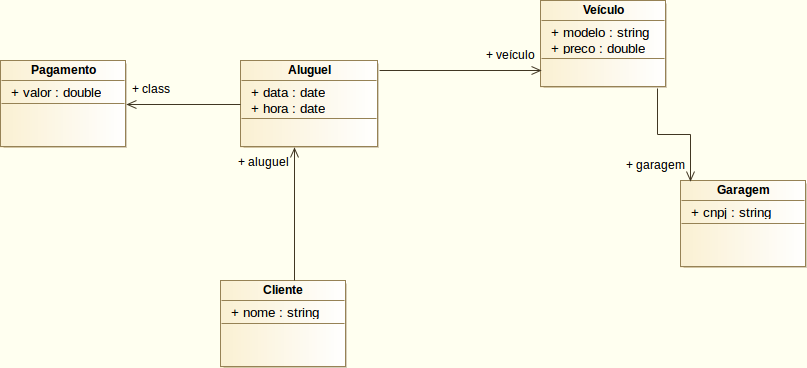 Veículo
+ modelo : string
+ preco : double
+ veículo
Pagamento
+ valor : double
+ class
Aluguel
+ data : date
+ hora : date
+ aluguel
+ garagem
Garagem
+ cnpj : string
Cliente
+ nome : string